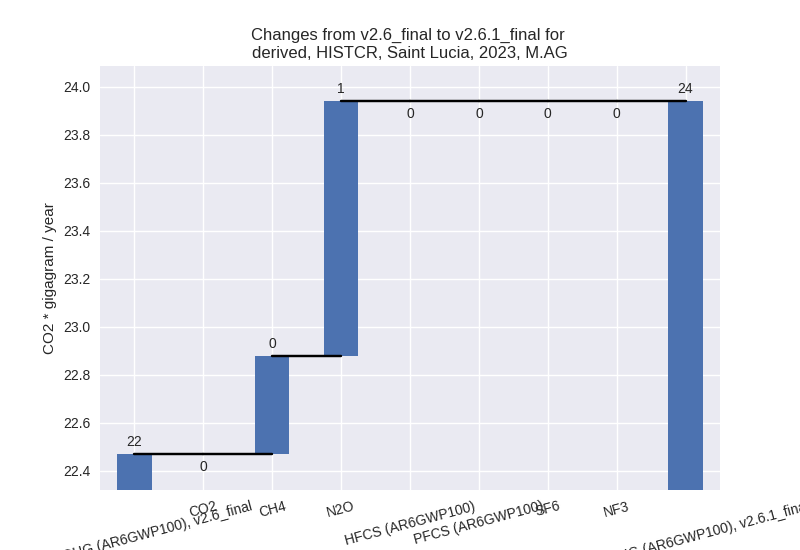 Changes from v2.6_final to v2.6.1_final for
derived, HISTCR, Saint Lucia, 2023, M.AG
CO2 * gigagram / year
24.0
23.8
23.6
23.4
23.2
23.0
22.8
22.6
22.4
22
0
0
1
0
0
0
0
24
(AR6GWP100), v2.6_final
CO2
CH4
N2O
HFCS (AR6GWP100)
PFCS (AR6GWP100)
SF6
NF3
(AR6GWP100), v2.6.1_fina